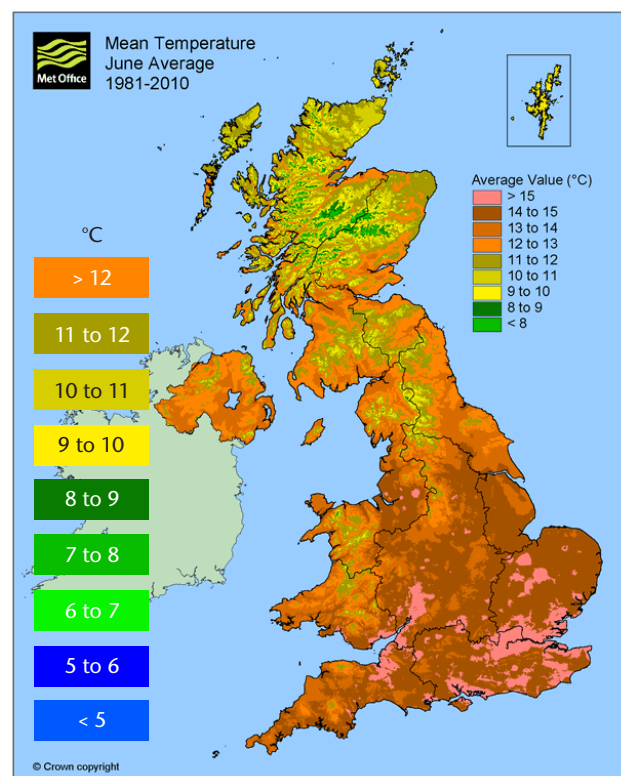 Met Office
Mean Temperature
June Average
1981-2010
Average Value (°C)
> 15
14 to 15
13 to 14
12 to 13
11 to 12
10 to 11
9 to 10
8 to 9
< 8
°C
> 12
11 to 12
10 to 11
9 to 10
8 to 9
7 to 8
6 to 7
5 to 6
< 5
© Crown copyright